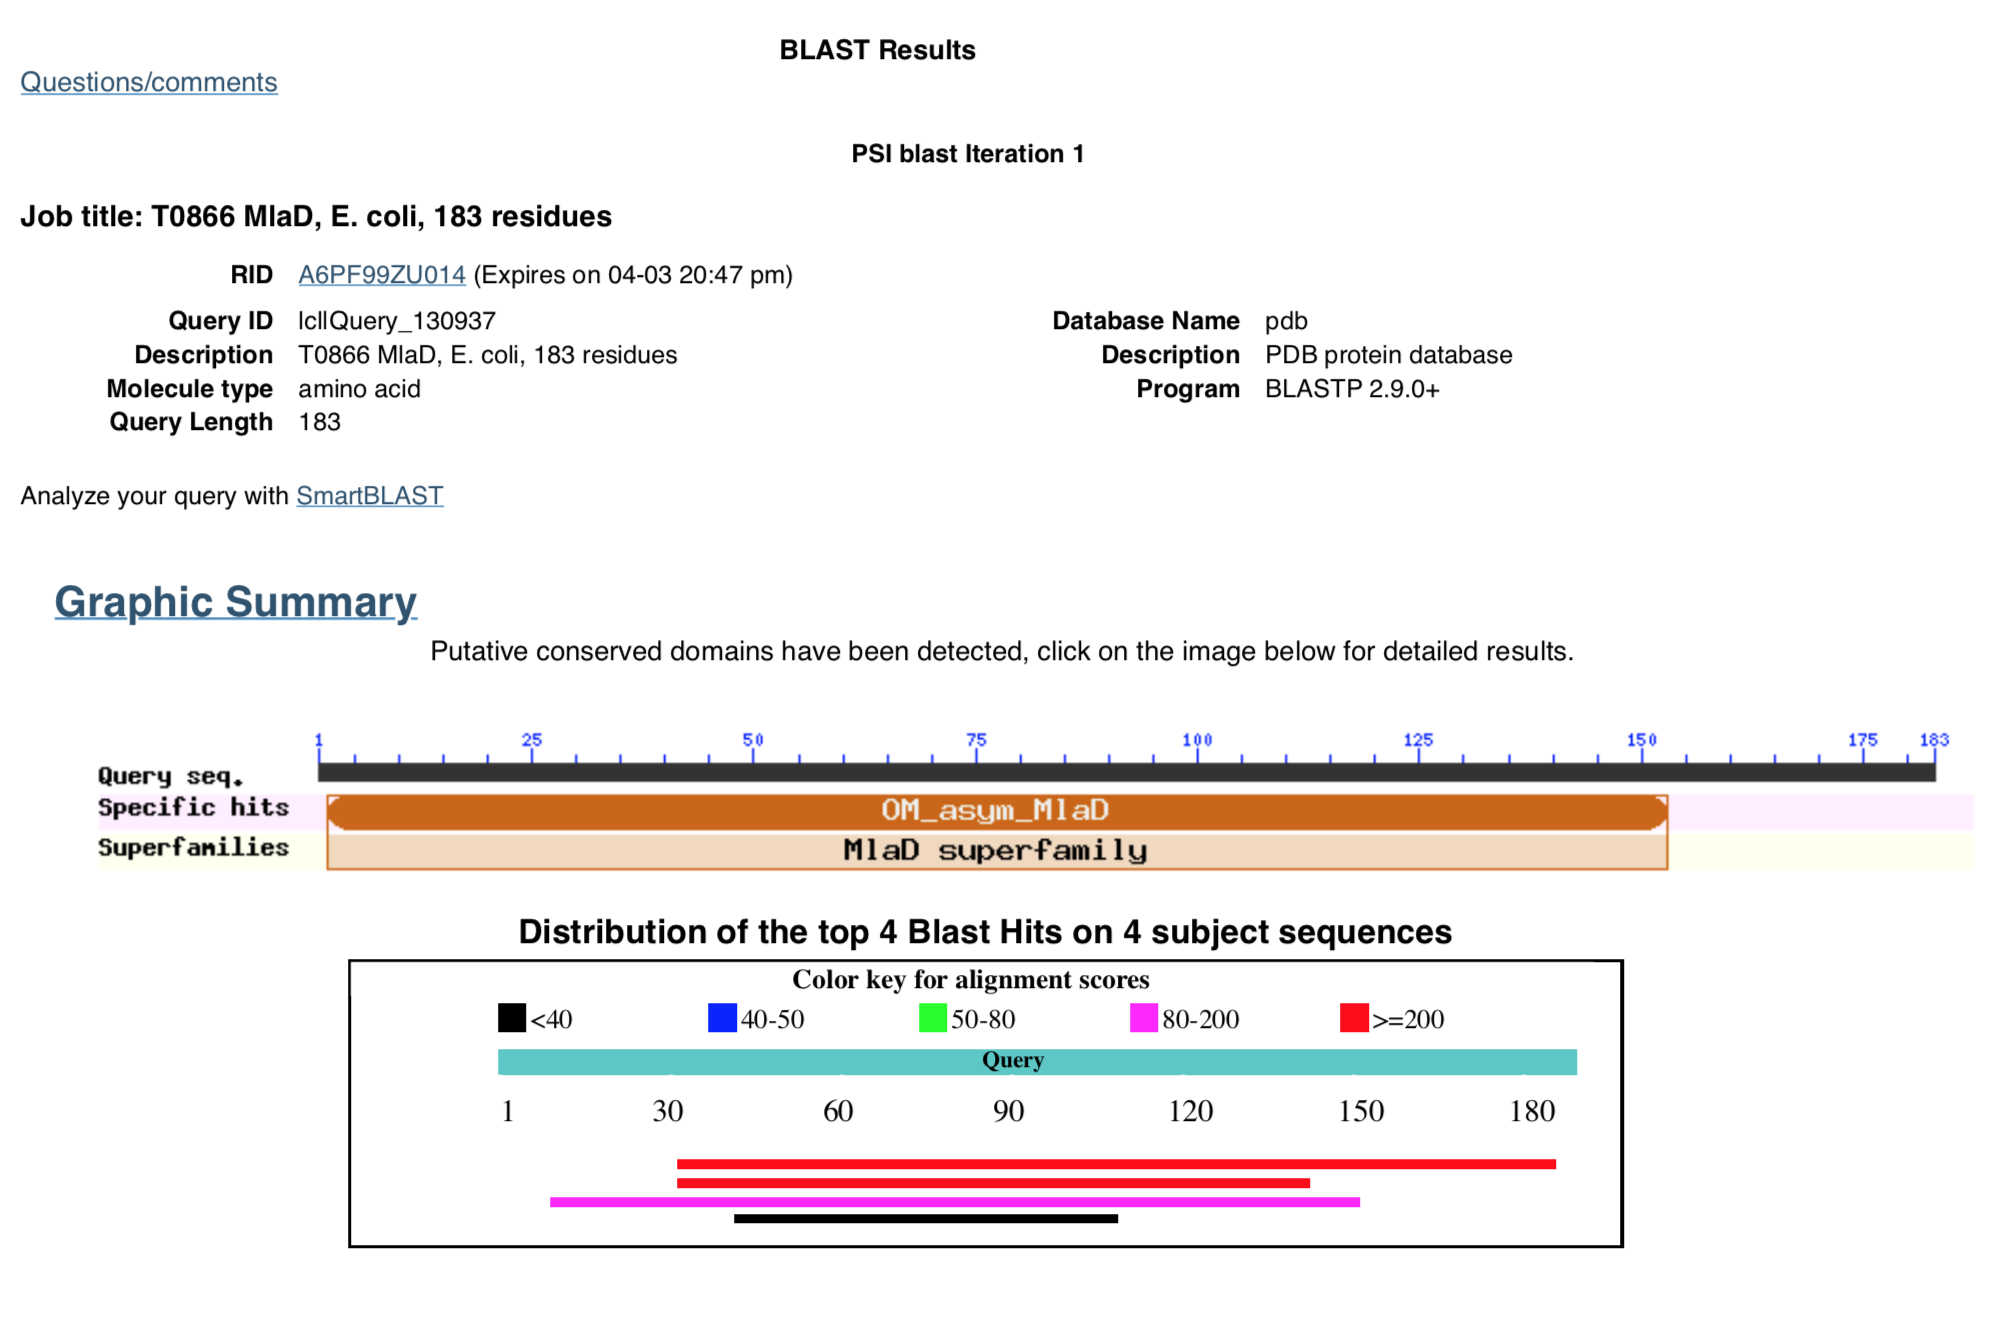 BLAST Results
Questions/comments
PSI blast Iteration 1
Job title: T0866 MlaD, E. coli, 183 residues
RID A6PF99ZU014 (Expires on 04-03 20:47 pm)
Query ID lcl|Query_130937
Description T0866 MlaD, E. coli, 183 residues
Molecule type amino acid
Query Length 183
Database Name pdb
Description PDB protein database
Program BLASTP 2.9.0+
Analyze your query with SmartBLAST
Graphic Summary
Putative conserved domains have been detected, click on the image below for detailed results.
1 25 50 75 100 125 150 175 183
Query seq.
Specific hits OM_asym_MlaD
Superfamilies MlaD superfamily
Distribution of the top 4 Blast Hits on 4 subject sequences
Color key for alignment scores
<40 40-50 50-80 80-200 >=200
Query
1 30 60 90 120 150 180